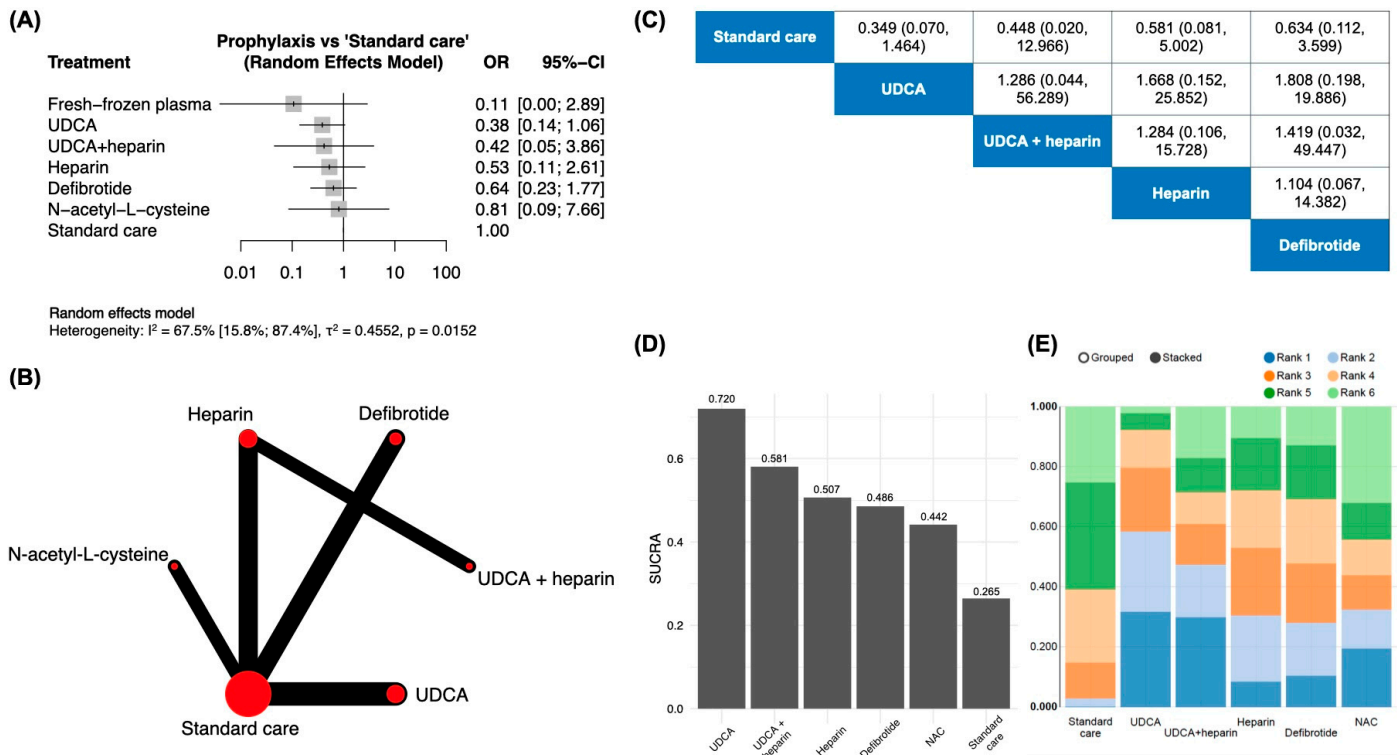 (A)
Prophylaxis vs 'Standard care'
Treatment (Random Effects Model) OR 95%−CI
Fresh−frozen plasma 0.11 [0.00; 2.89]
UDCA 0.38 [0.14; 1.06]
UDCA+heparin 0.42 [0.05; 3.86]
Heparin 0.53 [0.11; 2.61]
Defibrotide 0.64 [0.23; 1.77]
N−acetyl−L−cysteine 0.81 [0.09; 7.66]
Standard care 1.00
0.01 0.1 1 10 100
Random effects model
Heterogeneity: I² = 67.5% [15.8%; 87.4%], τ² = 0.4552, p = 0.0152
(B)
Heparin
Defibrotide
N-acetyl-L-cysteine
UDCA + heparin
UDCA
Standard care
(C)
Standard care
0.349 (0.070,
1.464)
0.448 (0.020,
12.966)
0.581 (0.081,
5.002)
0.634 (0.112,
3.599)
UDCA
1.286 (0.044,
56.289)
1.668 (0.152,
25.852)
1.808 (0.198,
19.886)
UDCA + heparin
1.284 (0.106,
15.728)
1.419 (0.032,
49.447)
Heparin
1.104 (0.067,
14.382)
Defibrotide
(D)
SUCRA
0.6
0.4
0.2
0.0
0.720
0.581
0.507
0.486
0.442
0.265
UDCA
UDCA +
heparin
Heparin
Defibrotide
NAC
Standard
care
(E)
Grouped Stacked
Rank 1 Rank 2
Rank 3 Rank 4
Rank 5 Rank 6
1.000
0.800
0.600
0.400
0.200
0.000
Standard
care
UDCA
UDCA+heparin
Heparin
Defibrotide
NAC